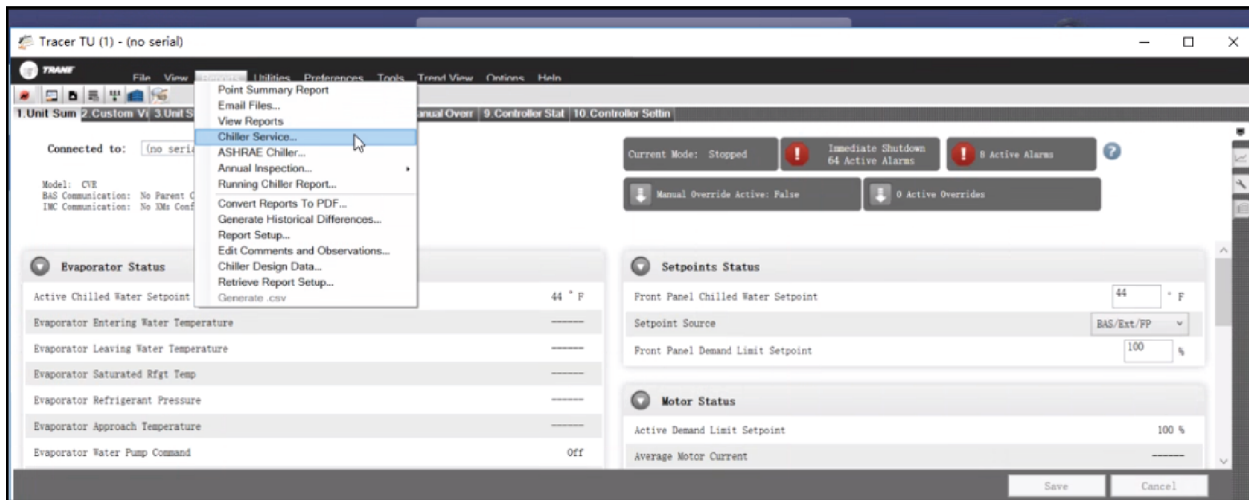 Tracer TU (1) - (no serial)
TRANE
File View Reports Utilities Preferences Tools Trend View Options Help
1.Unit Sum 2.Custom Vi 3.Unit S
anual Overr 9.Controller Stat 10.Controller Settin
Point Summary Report
Email Files...
View Reports
Chiller Service...
ASHRAE Chiller...
Annual Inspection...
Running Chiller Report...
Convert Reports To PDF...
Generate Historical Differences...
Report Setup...
Edit Comments and Observations...
Chiller Design Data...
Retrieve Report Setup...
Generate .csv
Connected to: (no seria
Model: CVE
BAS Communication: No Parent C
IMC Communication: No XMs Conf
Current Mode: Stopped
Immediate Shutdown
64 Active Alarms
8 Active Alarms
Manual Override Active: False
0 Active Overrides
Evaporator Status
Active Chilled Water Setpoint 44 ° F
Evaporator Entering Water Temperature ------
Evaporator Leaving Water Temperature ------
Evaporator Saturated Rfgt Temp ------
Evaporator Refrigerant Pressure ------
Evaporator Approach Temperature ------
Evaporator Water Pump Command Off
Setpoints Status
Front Panel Chilled Water Setpoint 44 ° F
Setpoint Source BAS/Ext/FP
Front Panel Demand Limit Setpoint 100 %
Motor Status
Active Demand Limit Setpoint 100 %
Average Motor Current ------
Save Cancel